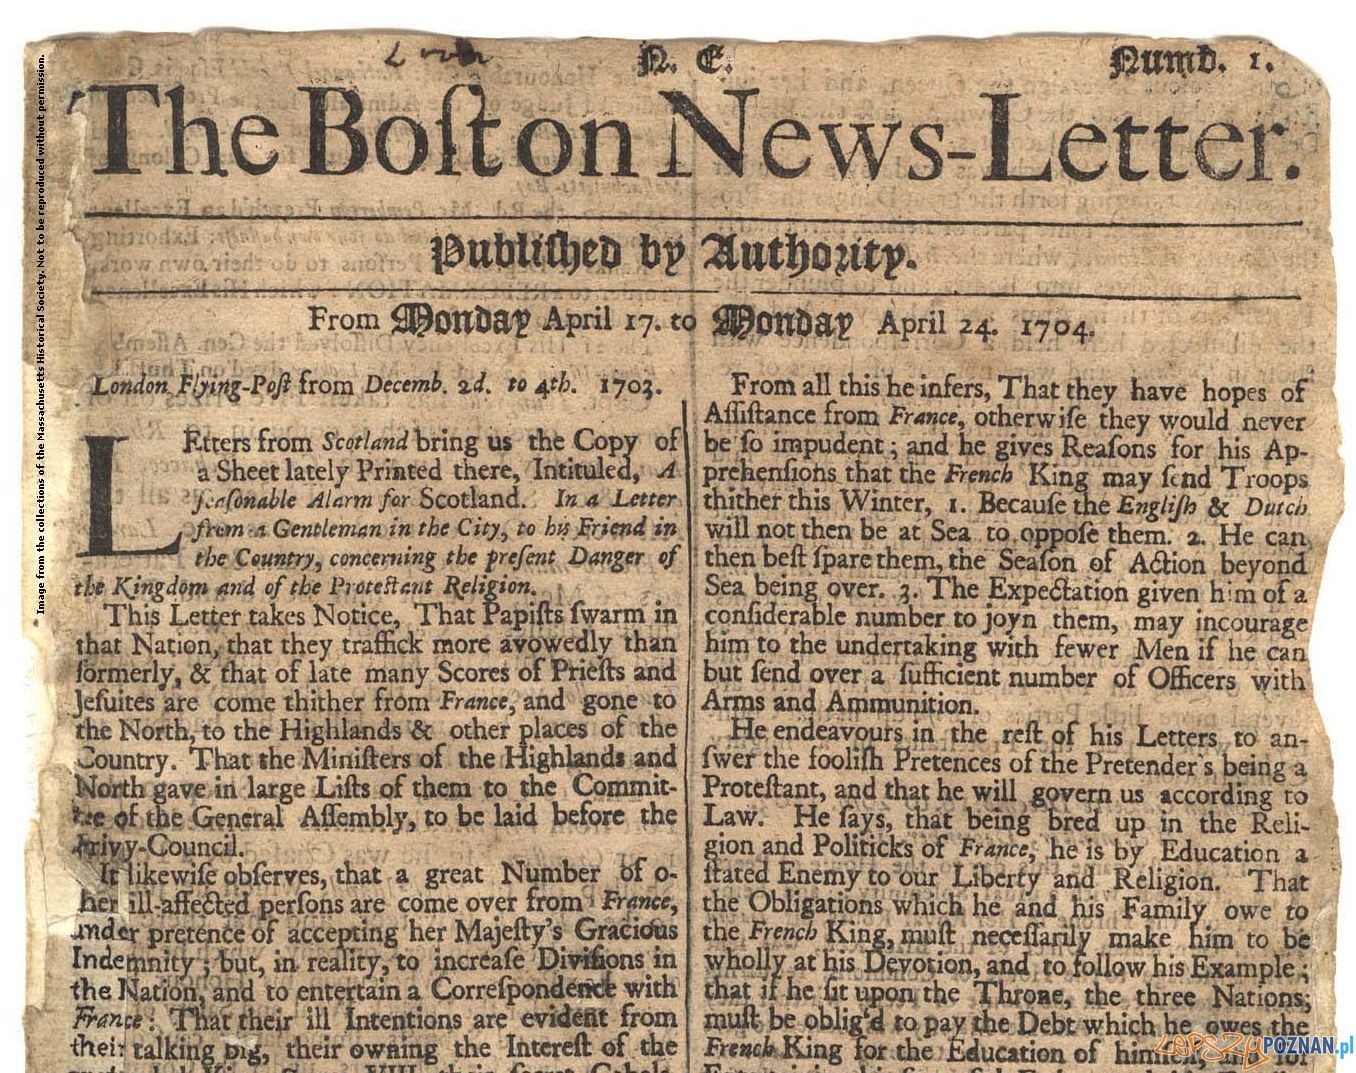 N. E.
Numb. 1.
The Boſton News-Letter.
Publiſhed by Authority.
From Monday April 17. to Monday April 24. 1704.
London Flying-Poſt from Decemb. 2d. to 4th. 1703.
LEtters from Scotland bring us the Copy of
a Sheet lately Printed there, Intituled, A
ſeaſonable Alarm for Scotland. In a Letter
from a Gentleman in the City, to his Friend in
the Country, concerning the preſent Danger of
the Kingdom and of the Proteſtant Religion.
This Letter takes Notice, That Papiſts ſwarm in
that Nation, that they traffick more avowedly than
formerly, & that of late many Scores of Prieſts and
Jeſuites are come thither from France, and gone to
the North, to the Highlands & other places of the
Country. That the Miniſters of the Highlands and
North gave in large Liſts of them to the Commit-
tee of the General Aſſembly, to be laid before the
Privy-Council.
It likewiſe obſerves, that a great Number of o-
ther ill-affected perſons are come over from France,
under pretence of accepting her Majeſty's Gracious
Indemnity; but, in reality, to increaſe Diviſions in
the Nation, and to entertain a Correſpondence with
France: That their ill Intentions are evident from
their talking big, their owning the Intereſt of the
From all this he infers, That they have hopes of
Aſſiſtance from France, otherwiſe they would never
be ſo impudent; and he gives Reaſons for his Ap-
prehenſions that the French King may ſend Troops
thither this Winter, 1. Becauſe the Engliſh & Dutch
will not then be at Sea to oppoſe them. 2. He can
then beſt ſpare them, the Seaſon of Action beyond
Sea being over. 3. The Expectation given him of a
conſiderable number to joyn them, may incourage
him to the undertaking with fewer Men if he can
but ſend over a ſufficient number of Officers with
Arms and Ammunition.
He endeavours in the reſt of his Letters to an-
ſwer the fooliſh Pretences of the Pretender's being a
Proteſtant, and that he will govern us according to
Law. He ſays, that being bred up in the Reli-
gion and Politicks of France, he is by Education a
ſtated Enemy to our Liberty and Religion. That
the Obligations which he and his Family owe to
the French King, muſt neceſſarily make him to be
wholly at his Devotion, and to follow his Example;
that if he ſit upon the Throne, the three Nations
muſt be oblig'd to pay the Debt which he owes the
French King for the Education of himſelf, and for
Image from the collections of the Massachusetts Historical Society. Not to be reproduced without permission.
LepszyPOZNAN.pl